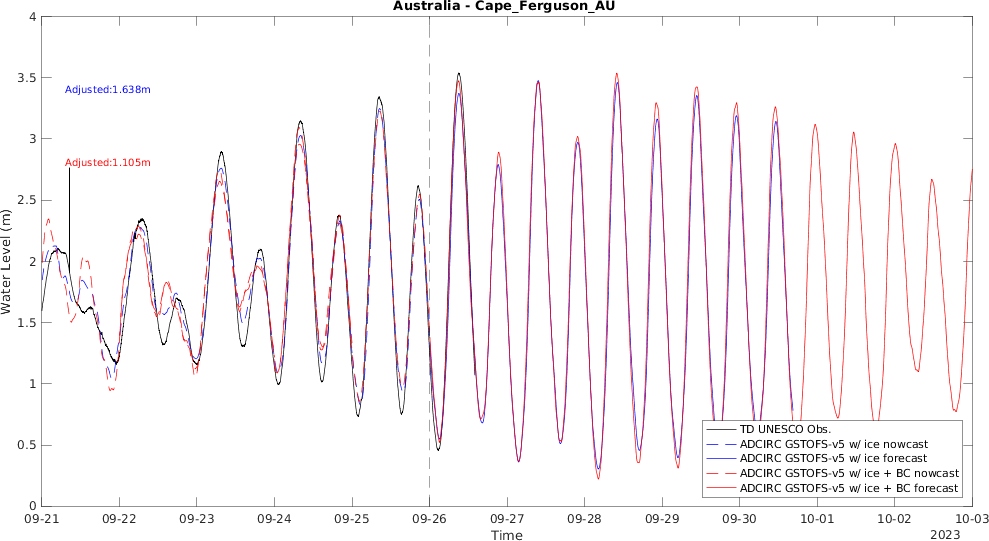 Australia - Cape_Ferguson_AU
4
3.5
3
2.5
2
1.5
1
0.5
0
Water Level (m)
Adjusted:1.638m
Adjusted:1.105m
TD UNESCO Obs.
ADCIRC GSTOFS-v5 w/ ice nowcast
ADCIRC GSTOFS-v5 w/ ice forecast
ADCIRC GSTOFS-v5 w/ ice + BC nowcast
ADCIRC GSTOFS-v5 w/ ice + BC forecast
09-21 09-22 09-23 09-24 09-25 09-26 09-27 09-28 09-29 09-30 10-01 10-02 10-03
Time
2023